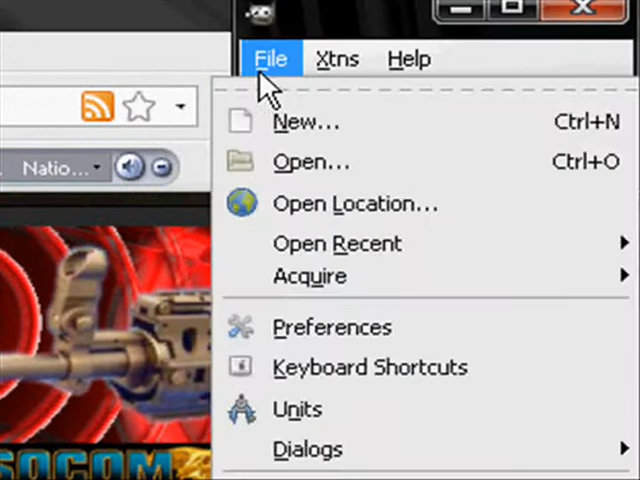 File Xtns Help
New... Ctrl+N
Open... Ctrl+O
Open Location...
Open Recent
Acquire
Natio...
Preferences
Keyboard Shortcuts
Units
Dialogs
SOCOM